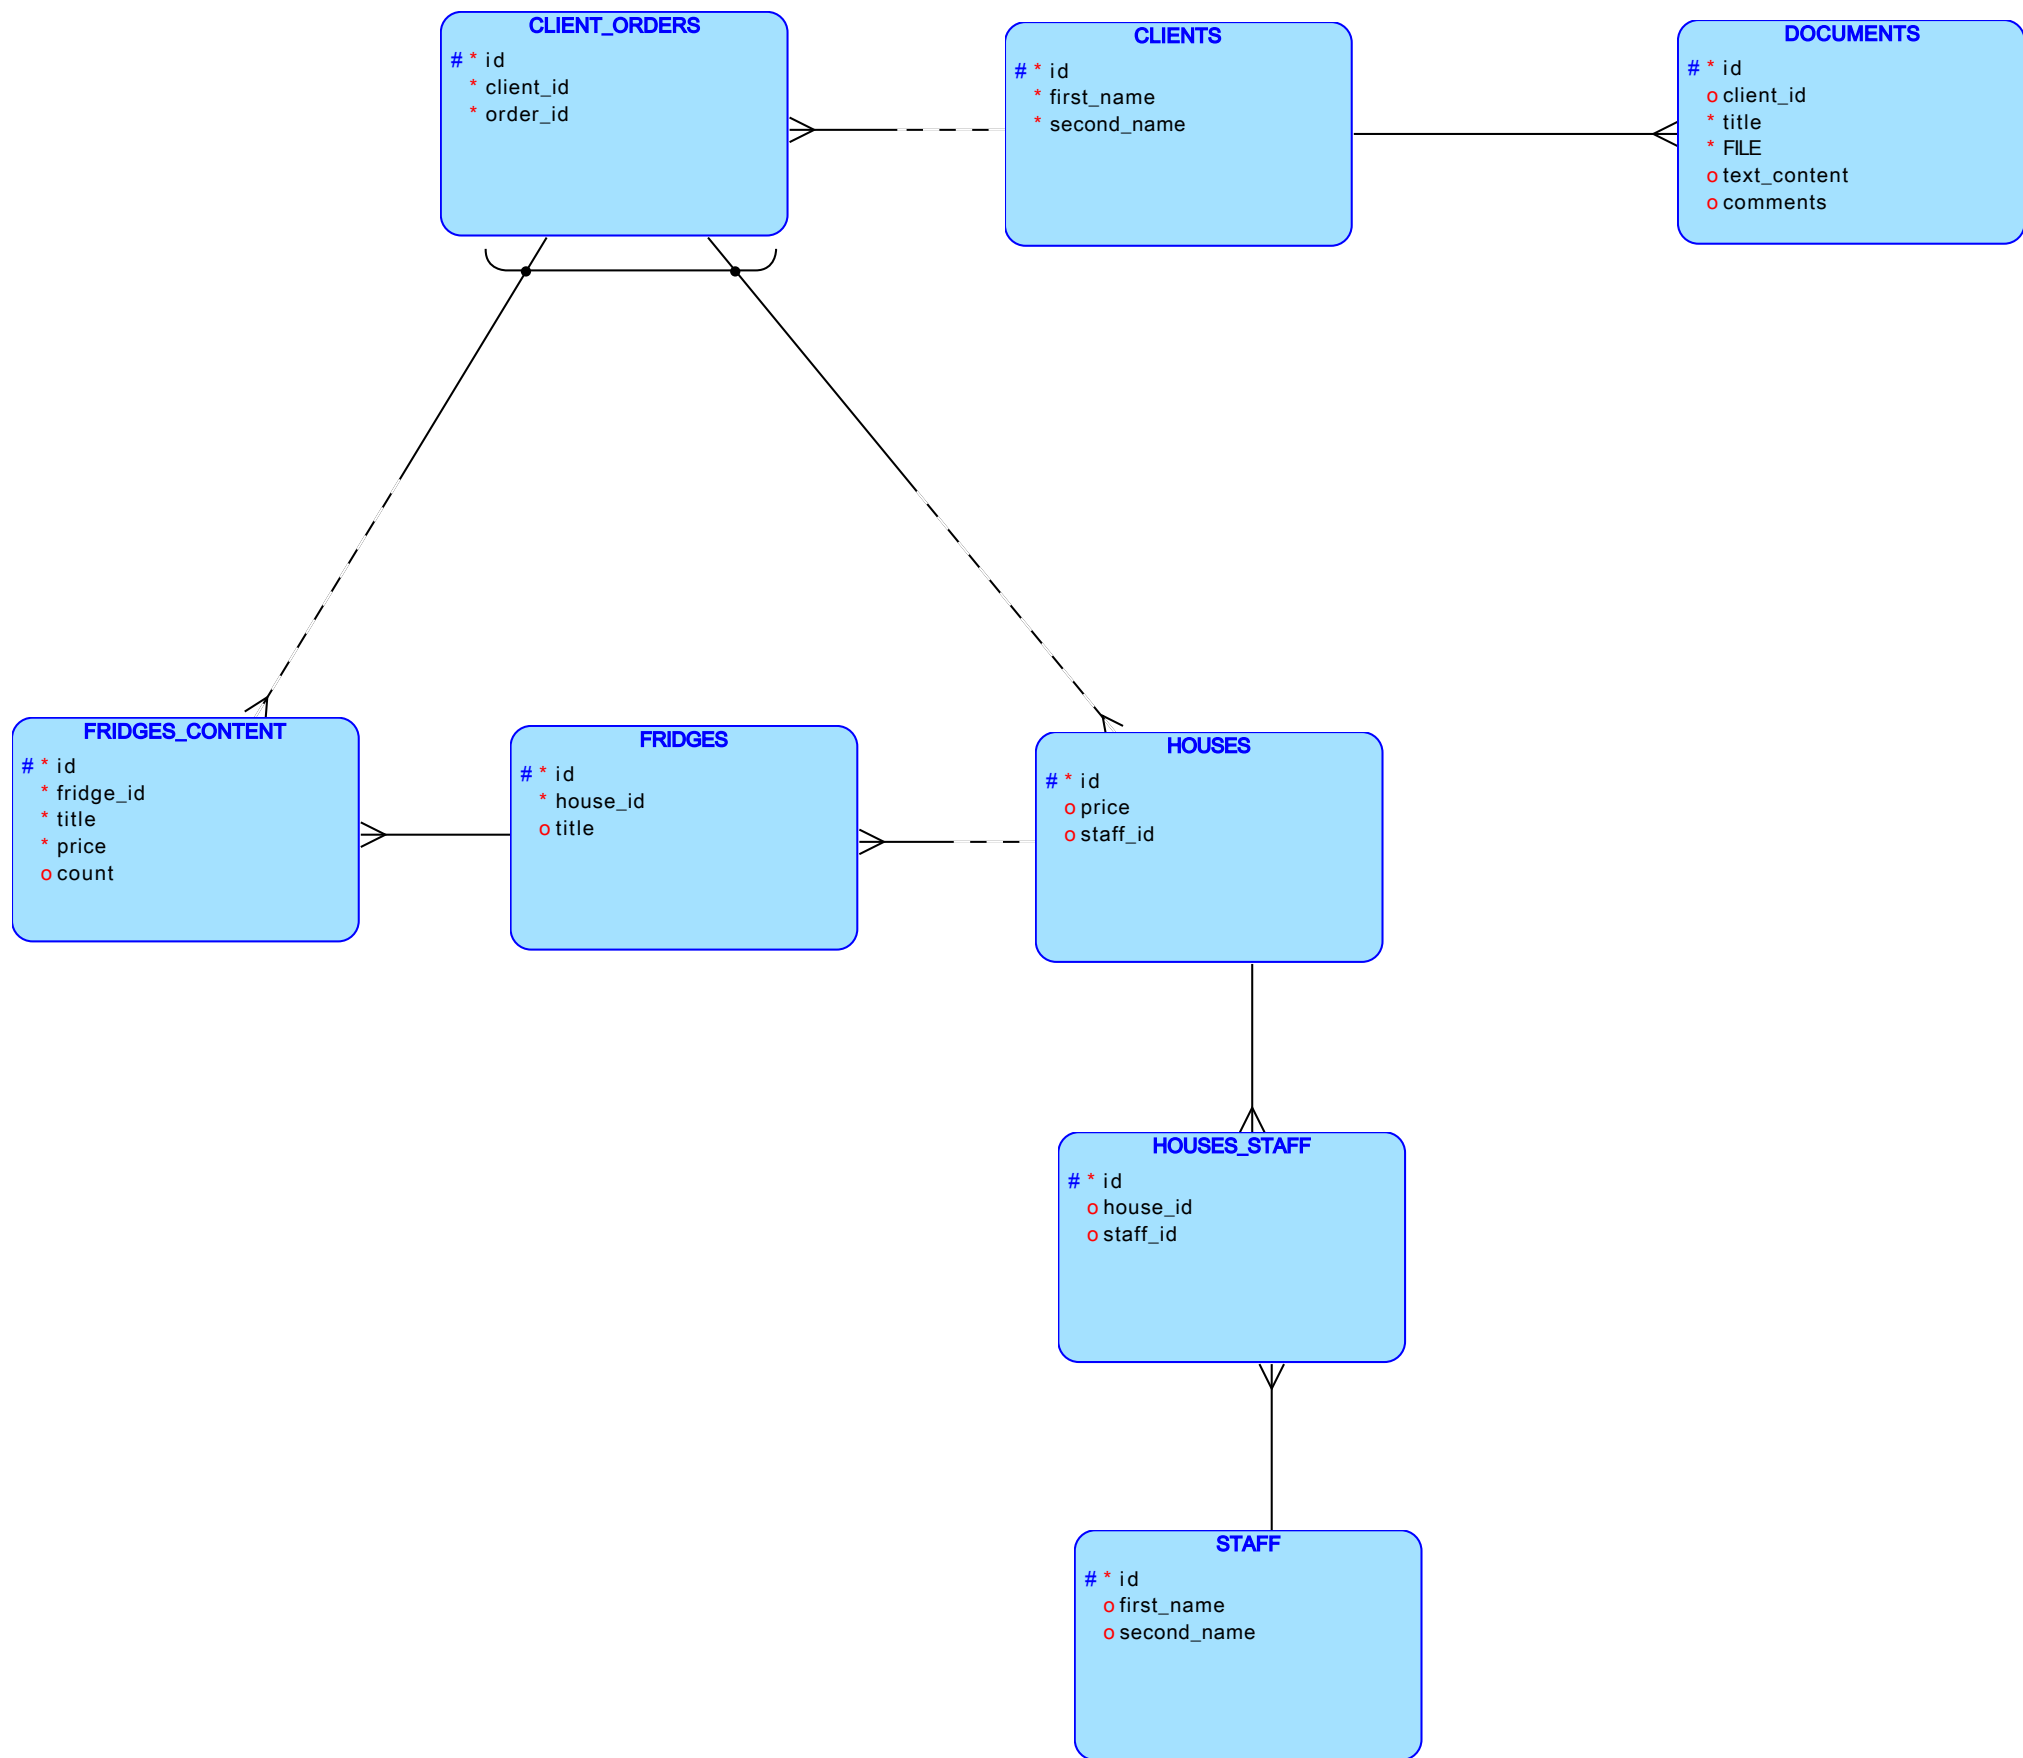 CLIENT_ORDERS
# * id
* client_id
* order_id
CLIENTS
# * id
* first_name
* second_name
DOCUMENTS
# * id
o client_id
* title
* FILE
o text_content
o comments
FRIDGES_CONTENT
# * id
* fridge_id
* title
* price
o count
FRIDGES
# * id
* house_id
o title
HOUSES
# * id
o price
o staff_id
HOUSES_STAFF
# * id
o house_id
o staff_id
STAFF
# * id
o first_name
o second_name